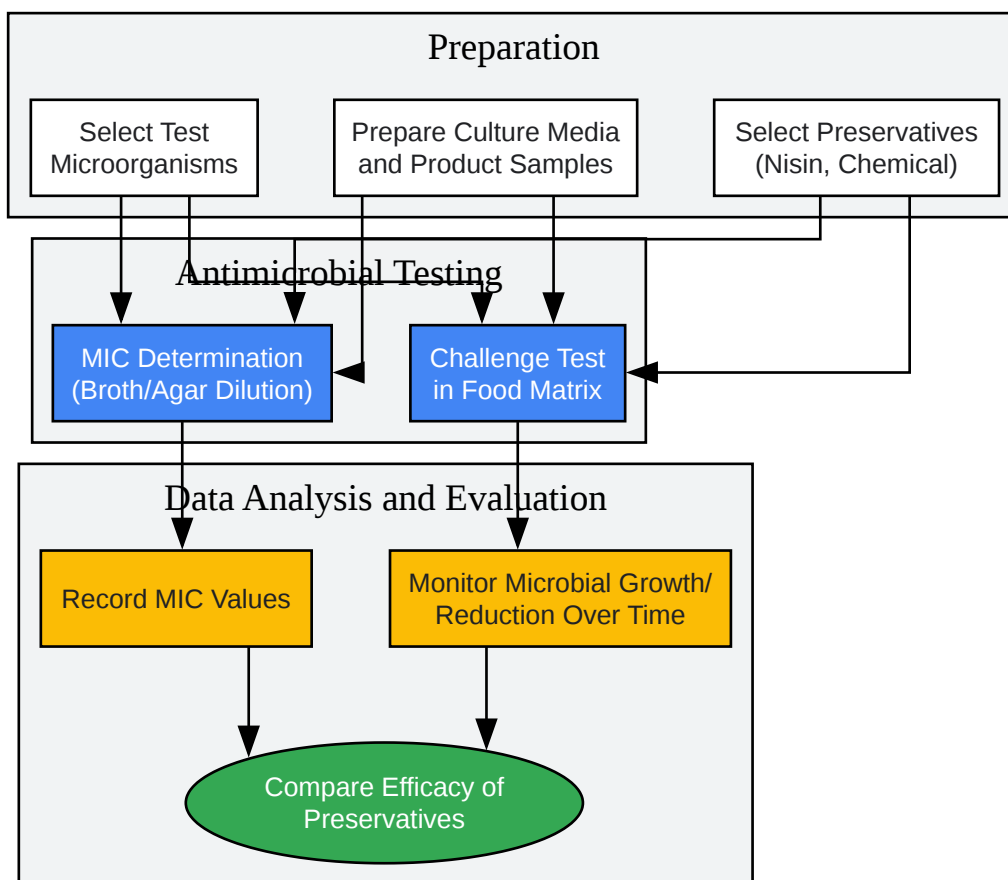 Preparation
Select Test
Microorganisms
Prepare Culture Media
and Product Samples
Select Preservatives
(Nisin, Chemical)
Antimicrobial Testing
MIC Determination
(Broth/Agar Dilution)
Challenge Test
in Food Matrix
Data Analysis and Evaluation
Record MIC Values
Monitor Microbial Growth/
Reduction Over Time
Compare Efficacy of
Preservatives